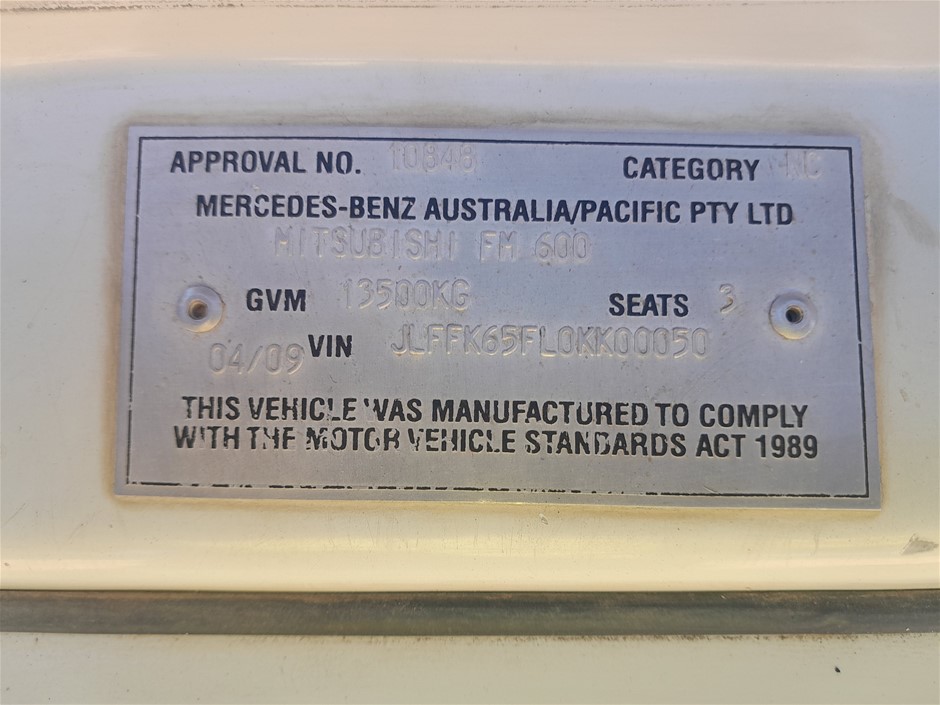 APPROVAL NO. 10848 CATEGORY NC
MERCEDES-BENZ AUSTRALIA/PACIFIC PTY LTD
MITSUBISHI FM 600
GVM 13500KG SEATS 3
04/09 VIN JLFFK65FL0KK00050
THIS VEHICLE WAS MANUFACTURED TO COMPLY
WITH THE MOTOR VEHICLE STANDARDS ACT 1989